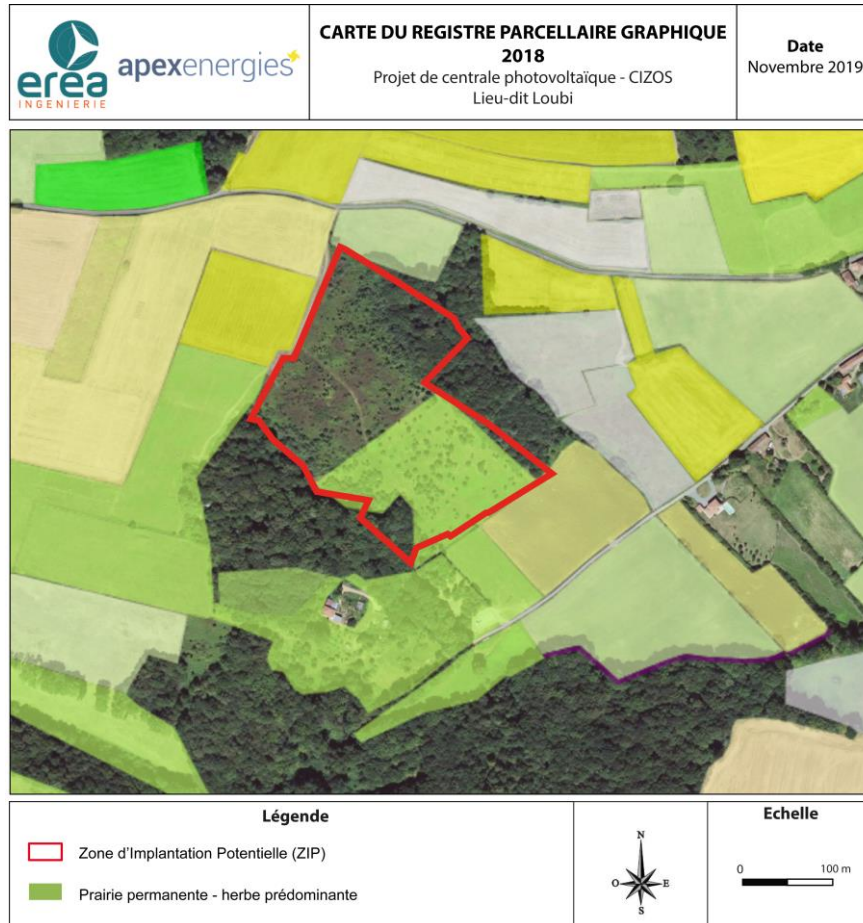 erea
INGENIERIE
apexenergies
CARTE DU REGISTRE PARCELLAIRE GRAPHIQUE
2018
Projet de centrale photovoltaïque - CIZOS
Lieu-dit Loubi
Date
Novembre 2019
Légende
Zone d'Implantation Potentielle (ZIP)
Prairie permanente - herbe prédominante
N
O
E
S
Echelle
0
100 m